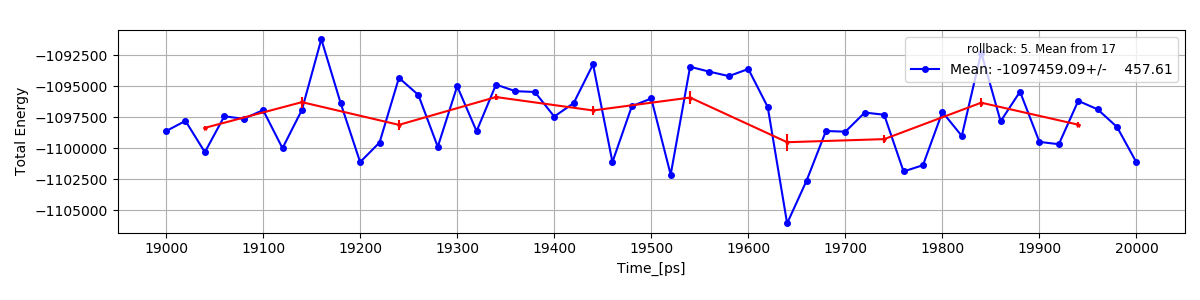 rollback: 5. Mean from 17
Mean: -1097459.09+/- 457.61
Total Energy
−1092500
−1095000
−1097500
−1100000
−1102500
−1105000
19000 19100 19200 19300 19400 19500 19600 19700 19800 19900 20000
Time_[ps]